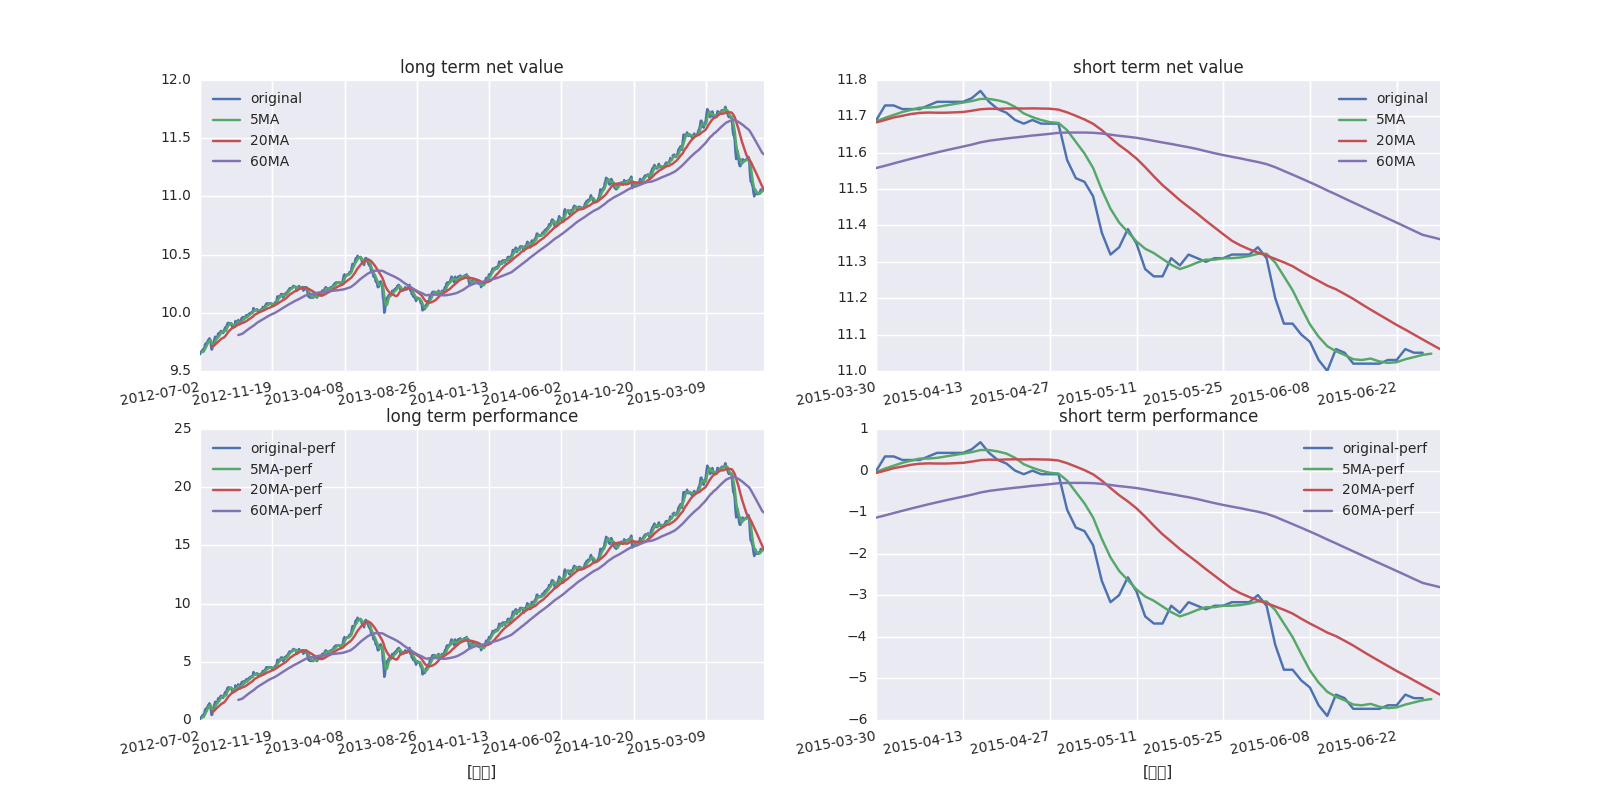 long term net value
12.0
11.5
11.0
10.5
10.0
9.5
original
5MA
20MA
60MA
2012-07-02 2012-11-19 2013-04-08 2013-08-26 2014-01-13 2014-06-02 2014-10-20 2015-03-09
short term net value
11.8
11.7
11.6
11.5
11.4
11.3
11.2
11.1
11.0
original
5MA
20MA
60MA
2015-03-30 2015-04-13 2015-04-27 2015-05-11 2015-05-25 2015-06-08 2015-06-22
long term performance
25
20
15
10
5
0
original-perf
5MA-perf
20MA-perf
60MA-perf
2012-07-02 2012-11-19 2013-04-08 2013-08-26 2014-01-13 2014-06-02 2014-10-20 2015-03-09
short term performance
1
0
−1
−2
−3
−4
−5
−6
original-perf
5MA-perf
20MA-perf
60MA-perf
2015-03-30 2015-04-13 2015-04-27 2015-05-11 2015-05-25 2015-06-08 2015-06-22